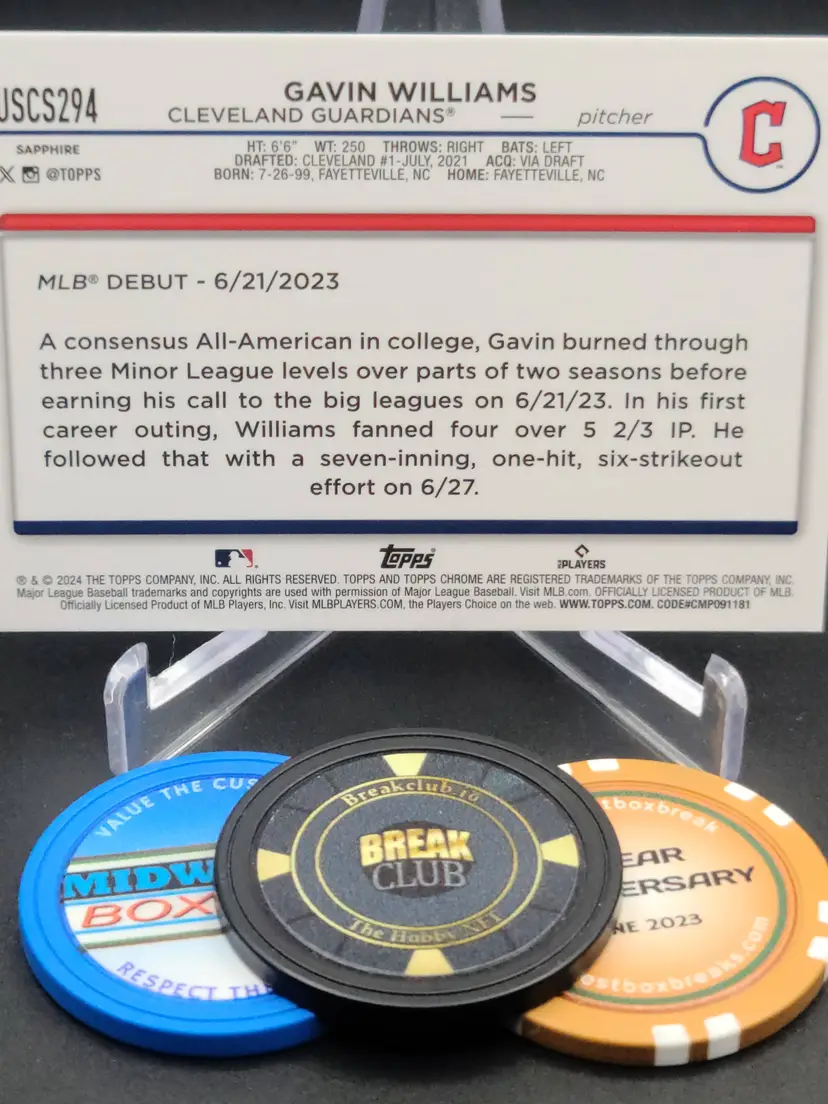 USCS294
GAVIN WILLIAMS
CLEVELAND GUARDIANS® — pitcher
SAPPHIRE
@TOPPS
HT: 6'6" WT: 250 THROWS: RIGHT BATS: LEFT
DRAFTED: CLEVELAND #1-JULY, 2021 ACQ: VIA DRAFT
BORN: 7-26-99, FAYETTEVILLE, NC HOME: FAYETTEVILLE, NC
C
MLB® DEBUT - 6/21/2023
A consensus All-American in college, Gavin burned through
three Minor League levels over parts of two seasons before
earning his call to the big leagues on 6/21/23. In his first
career outing, Williams fanned four over 5 2/3 IP. He
followed that with a seven-inning, one-hit, six-strikeout
effort on 6/27.
topps
PLAYERS
® & © 2024 THE TOPPS COMPANY, INC. ALL RIGHTS RESERVED. TOPPS AND TOPPS CHROME ARE REGISTERED TRADEMARKS OF THE TOPPS COMPANY, INC.
Major League Baseball trademarks and copyrights are used with permission of Major League Baseball. Visit MLB.com. OFFICIALLY LICENSED PRODUCT OF MLB
Officially Licensed Product of MLB Players, Inc. Visit MLBPLAYERS.COM, the Players Choice on the web. WWW.TOPPS.COM. CODE#CMP091181
VALUE THE CUS
MIDW
BOX
RESPECT TH
Breakclub.io
BREAK
CLUB
The Hobby NFT
tboxbreak
EAR
ERSARY
NE 2023
estboxbreaks.com